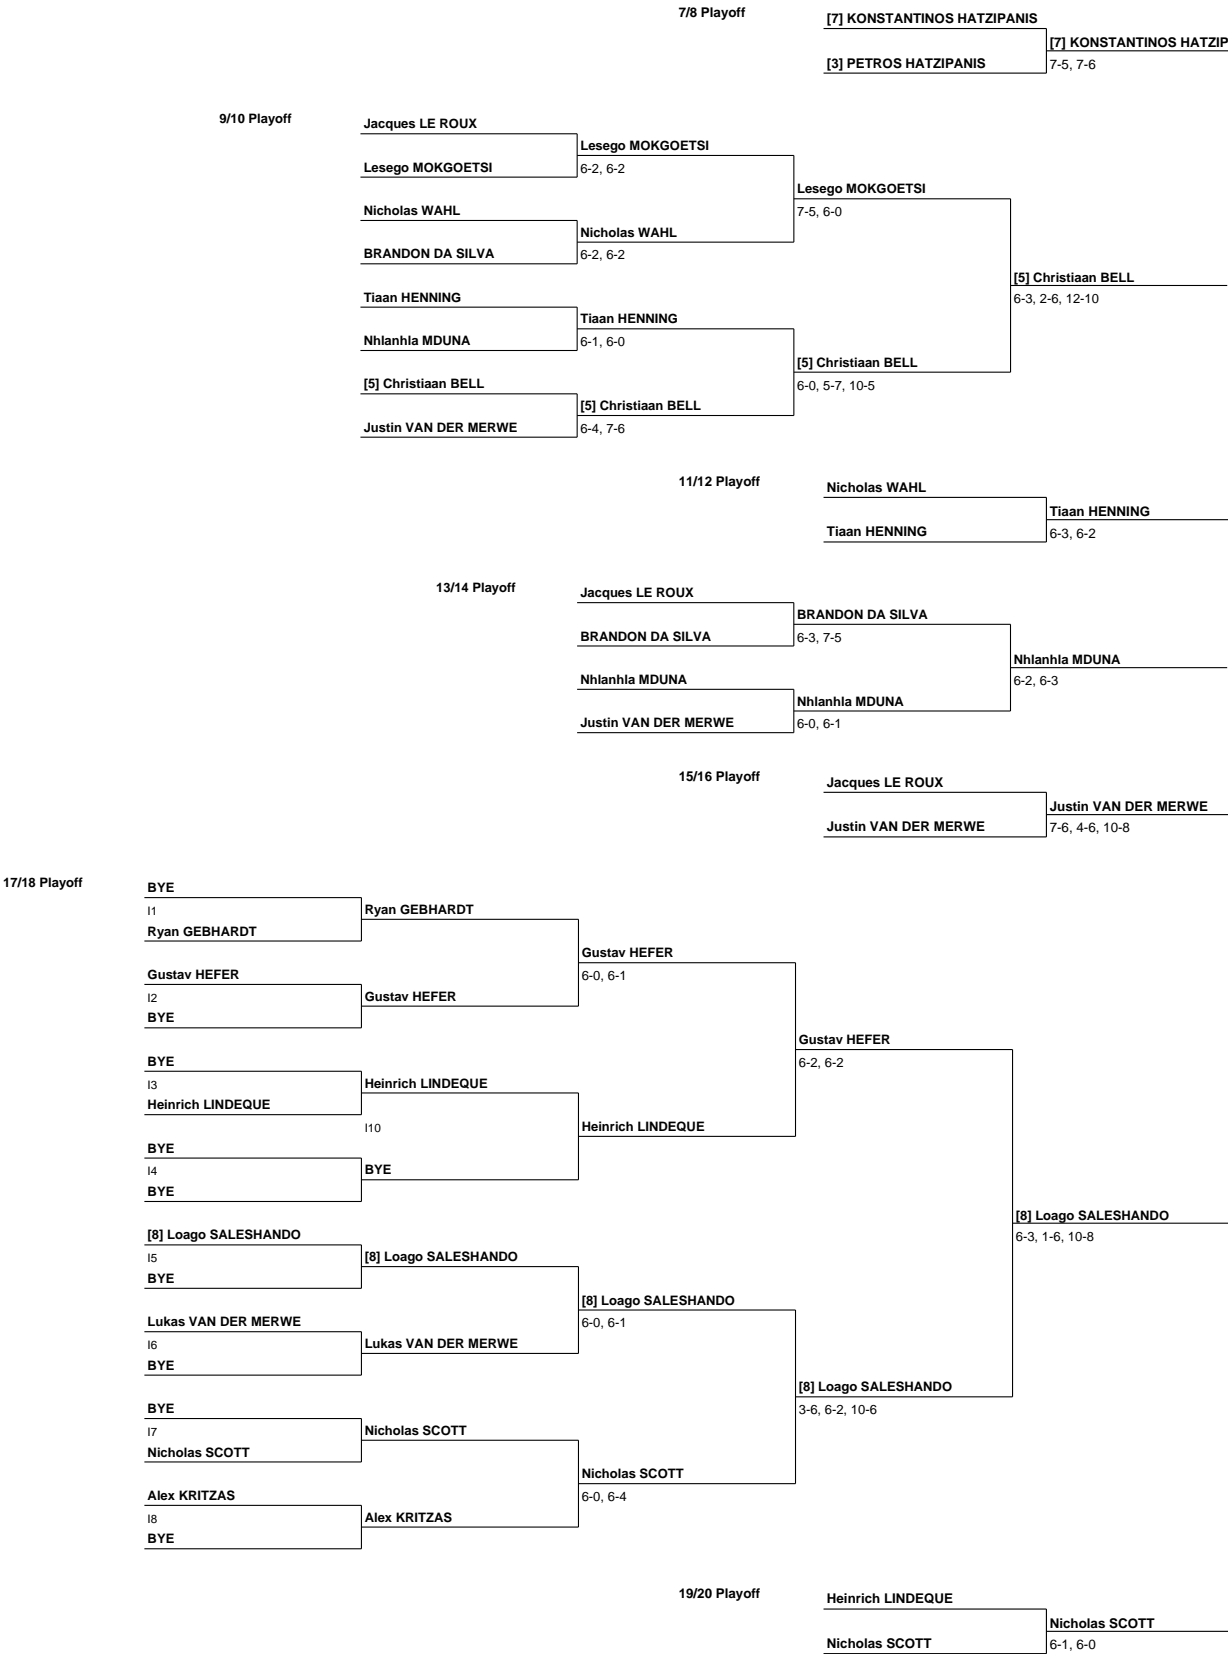 7/8 Playoff
[7] KONSTANTINOS HATZIPANIS
[7] KONSTANTINOS HATZIP
[3] PETROS HATZIPANIS
7-5, 7-6
9/10 Playoff
Jacques LE ROUX
Lesego MOKGOETSI
Lesego MOKGOETSI
6-2, 6-2
Lesego MOKGOETSI
7-5, 6-0
Nicholas WAHL
Nicholas WAHL
BRANDON DA SILVA
6-2, 6-2
[5] Christiaan BELL
6-3, 2-6, 12-10
Tiaan HENNING
Tiaan HENNING
Nhlanhla MDUNA
6-1, 6-0
[5] Christiaan BELL
6-0, 5-7, 10-5
[5] Christiaan BELL
[5] Christiaan BELL
Justin VAN DER MERWE
6-4, 7-6
11/12 Playoff
Nicholas WAHL
Tiaan HENNING
Tiaan HENNING
6-3, 6-2
13/14 Playoff
Jacques LE ROUX
BRANDON DA SILVA
BRANDON DA SILVA
6-3, 7-5
Nhlanhla MDUNA
6-2, 6-3
Nhlanhla MDUNA
Nhlanhla MDUNA
Justin VAN DER MERWE
6-0, 6-1
15/16 Playoff
Jacques LE ROUX
Justin VAN DER MERWE
Justin VAN DER MERWE
7-6, 4-6, 10-8
17/18 Playoff
BYE
I1
Ryan GEBHARDT
Ryan GEBHARDT
Gustav HEFER
6-0, 6-1
Gustav HEFER
I2
Gustav HEFER
BYE
Gustav HEFER
6-2, 6-2
BYE
I3
Heinrich LINDEQUE
Heinrich LINDEQUE
I10
Heinrich LINDEQUE
BYE
I4
BYE
BYE
[8] Loago SALESHANDO
6-3, 1-6, 10-8
[8] Loago SALESHANDO
I5
[8] Loago SALESHANDO
BYE
[8] Loago SALESHANDO
6-0, 6-1
Lukas VAN DER MERWE
I6
Lukas VAN DER MERWE
BYE
[8] Loago SALESHANDO
3-6, 6-2, 10-6
BYE
I7
Nicholas SCOTT
Nicholas SCOTT
Nicholas SCOTT
6-0, 6-4
Alex KRITZAS
I8
Alex KRITZAS
BYE
19/20 Playoff
Heinrich LINDEQUE
Nicholas SCOTT
Nicholas SCOTT
6-1, 6-0